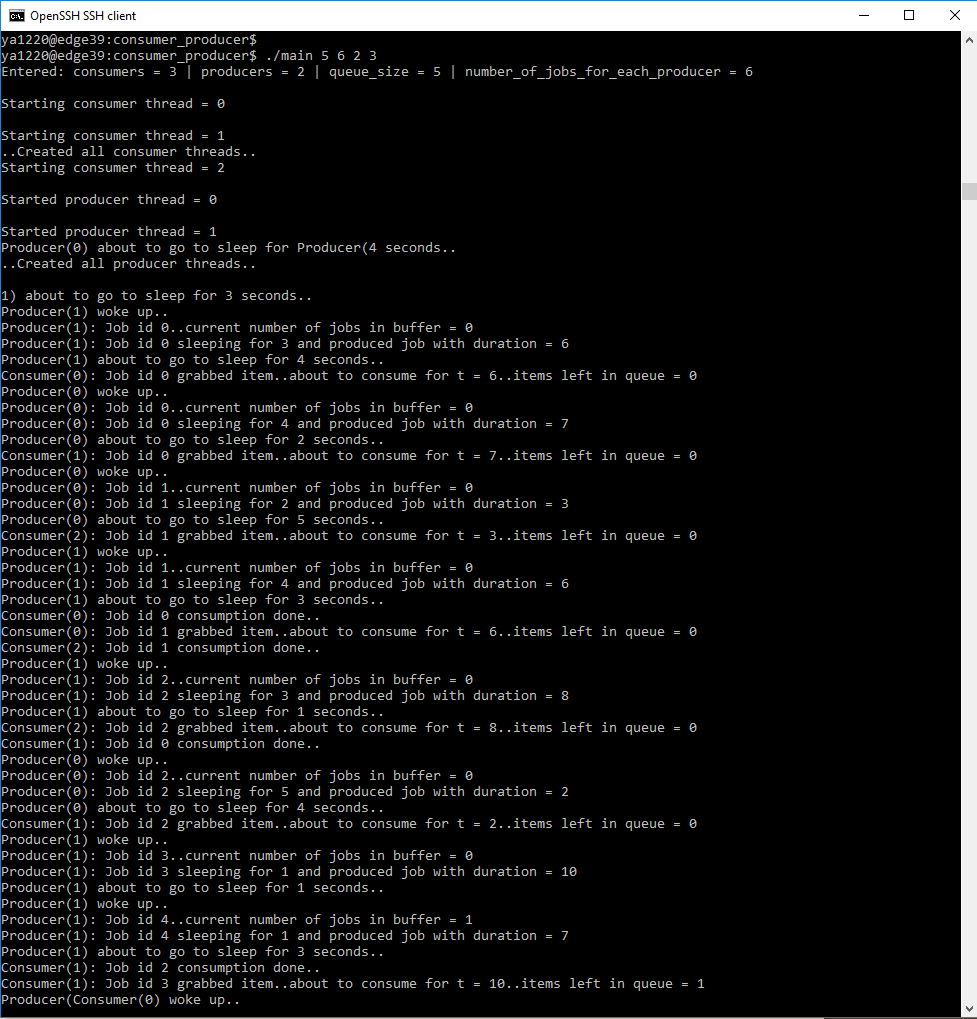 OpenSSH SSH client
ya1220@edge39:consumer_producer$
ya1220@edge39:consumer_producer$ ./main 5 6 2 3
Entered: consumers = 3 | producers = 2 | queue_size = 5 | number_of_jobs_for_each_producer = 6
Starting consumer thread = 0
Starting consumer thread = 1
..Created all consumer threads..
Starting consumer thread = 2
Started producer thread = 0
Started producer thread = 1
Producer(0) about to go to sleep for Producer(4 seconds..
..Created all producer threads..
1) about to go to sleep for 3 seconds..
Producer(1) woke up..
Producer(1): Job id 0..current number of jobs in buffer = 0
Producer(1): Job id 0 sleeping for 3 and produced job with duration = 6
Producer(1) about to go to sleep for 4 seconds..
Consumer(0): Job id 0 grabbed item..about to consume for t = 6..items left in queue = 0
Producer(0) woke up..
Producer(0): Job id 0..current number of jobs in buffer = 0
Producer(0): Job id 0 sleeping for 4 and produced job with duration = 7
Producer(0) about to go to sleep for 2 seconds..
Consumer(1): Job id 0 grabbed item..about to consume for t = 7..items left in queue = 0
Producer(0) woke up..
Producer(0): Job id 1..current number of jobs in buffer = 0
Producer(0): Job id 1 sleeping for 2 and produced job with duration = 3
Producer(0) about to go to sleep for 5 seconds..
Consumer(2): Job id 1 grabbed item..about to consume for t = 3..items left in queue = 0
Producer(1) woke up..
Producer(1): Job id 1..current number of jobs in buffer = 0
Producer(1): Job id 1 sleeping for 4 and produced job with duration = 6
Producer(1) about to go to sleep for 3 seconds..
Consumer(0): Job id 0 consumption done..
Consumer(0): Job id 1 grabbed item..about to consume for t = 6..items left in queue = 0
Consumer(2): Job id 1 consumption done..
Producer(1) woke up..
Producer(1): Job id 2..current number of jobs in buffer = 0
Producer(1): Job id 2 sleeping for 3 and produced job with duration = 8
Producer(1) about to go to sleep for 1 seconds..
Consumer(2): Job id 2 grabbed item..about to consume for t = 8..items left in queue = 0
Consumer(1): Job id 0 consumption done..
Producer(0) woke up..
Producer(0): Job id 2..current number of jobs in buffer = 0
Producer(0): Job id 2 sleeping for 5 and produced job with duration = 2
Producer(0) about to go to sleep for 4 seconds..
Consumer(1): Job id 2 grabbed item..about to consume for t = 2..items left in queue = 0
Producer(1) woke up..
Producer(1): Job id 3..current number of jobs in buffer = 0
Producer(1): Job id 3 sleeping for 1 and produced job with duration = 10
Producer(1) about to go to sleep for 1 seconds..
Producer(1) woke up..
Producer(1): Job id 4..current number of jobs in buffer = 1
Producer(1): Job id 4 sleeping for 1 and produced job with duration = 7
Producer(1) about to go to sleep for 3 seconds..
Consumer(1): Job id 2 consumption done..
Consumer(1): Job id 3 grabbed item..about to consume for t = 10..items left in queue = 1
Producer(Consumer(0) woke up..